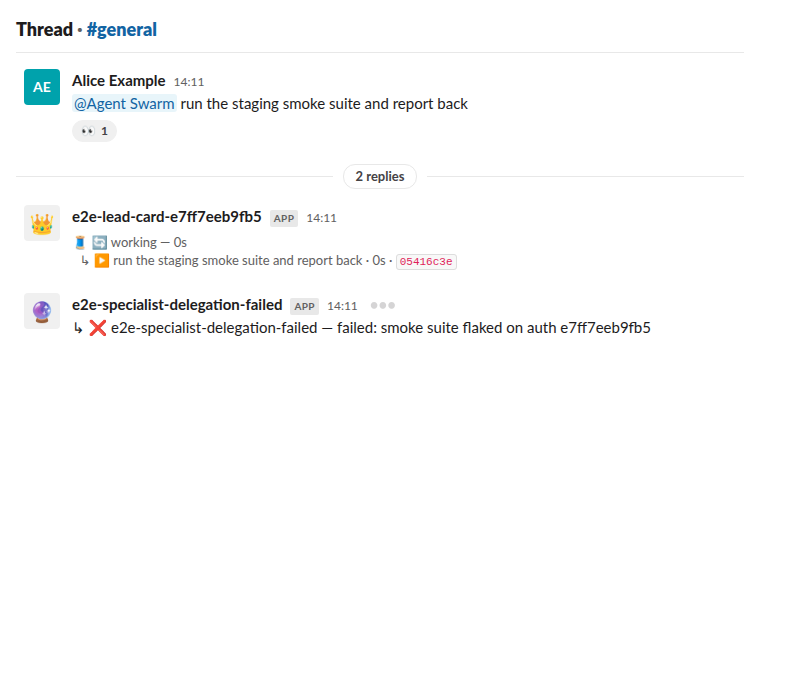 Thread • #general
AE
Alice Example 14:11
@Agent Swarm run the staging smoke suite and report back
👀 1
2 replies
e2e-lead-card-e7ff7eeb9fb5 APP 14:11
🧵 🔄 working — 0s
↳ ▶️ run the staging smoke suite and report back · 0s · 05416c3e
e2e-specialist-delegation-failed APP 14:11
↳ ❌ e2e-specialist-delegation-failed — failed: smoke suite flaked on auth e7ff7eeb9fb5